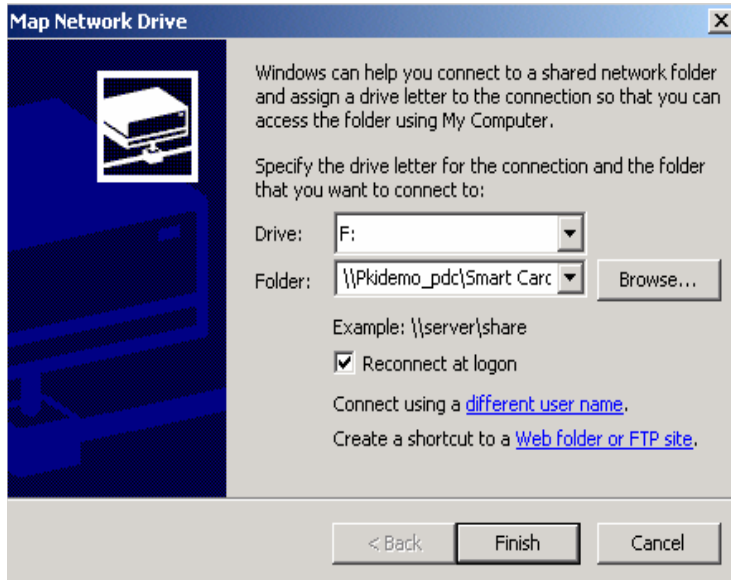 Map Network Drive
Windows can help you connect to a shared network folder
and assign a drive letter to the connection so that you can
access the folder using My Computer.
Specify the drive letter for the connection and the folder
that you want to connect to:
Drive: F:
Folder: \\Pkidemo_pdc\Smart Carc Browse...
Example: \\server\share
Reconnect at logon
Connect using a different user name.
Create a shortcut to a Web folder or FTP site.
< Back Finish Cancel